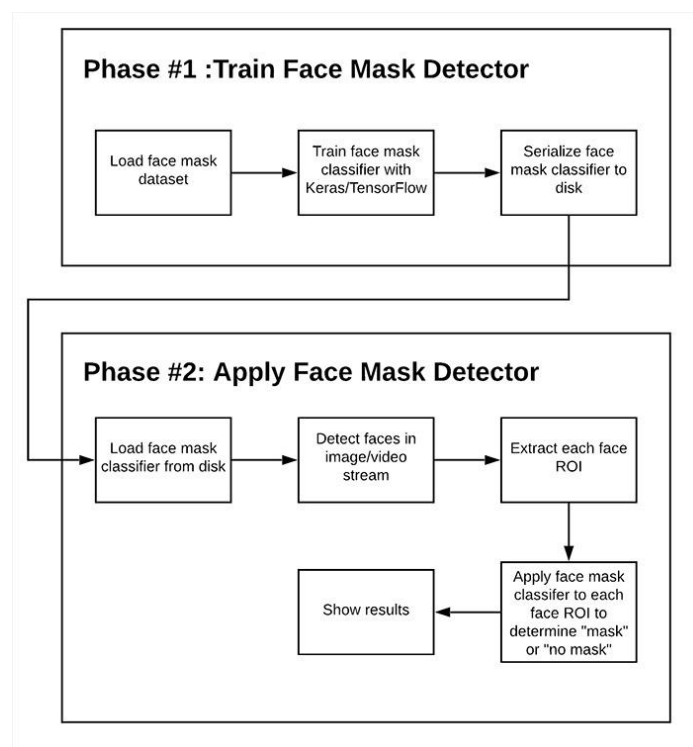 Phase #1 :Train Face Mask Detector
Load face mask
dataset
Train face mask
classifier with
Keras/TensorFlow
Serialize face
mask classifier to
disk
Phase #2: Apply Face Mask Detector
Load face mask
classifier from disk
Detect faces in
image/video
stream
Extract each face
ROI
Apply face mask
classifer to each
face ROI to
determine "mask"
or "no mask"
Show results